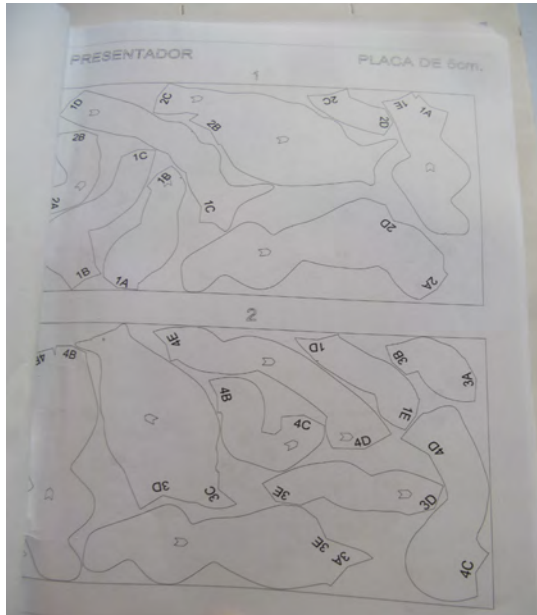 PRESENTADOR PLACA DE 5cm.
1
1D 2C 2B 2C 2D 1E 1A
2B 1C 1B
2A 1C 2D
1B 1A 2A
2
4F 4B 4E 1D 3B 3A
4B 4C 4D 1E 4D
3D 3C 3E 3D
3E 3A 4C